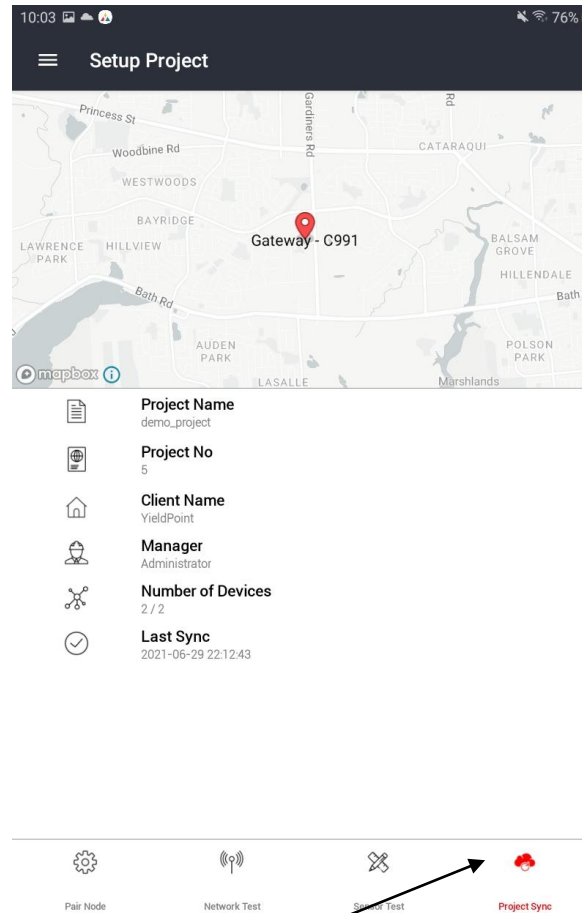 10:03
76%
Setup Project
Princess St
Gardiners Rd
Rd
Woodbine Rd
CATARAQUI
WESTWOODS
BAYRIDGE
Gateway - C991
LAWRENCE PARK
HILLVIEW
BALSAM GROVE
HILLENDALE
Bath Rd
Bath
AUDEN PARK
POLSON PARK
mapbox
LASALLE
Marshlands
Project Name
demo_project
Project No
5
Client Name
YieldPoint
Manager
Administrator
Number of Devices
2 / 2
Last Sync
2021-06-29 22:12:43
Pair Node
Network Test
Sensor Test
Project Sync